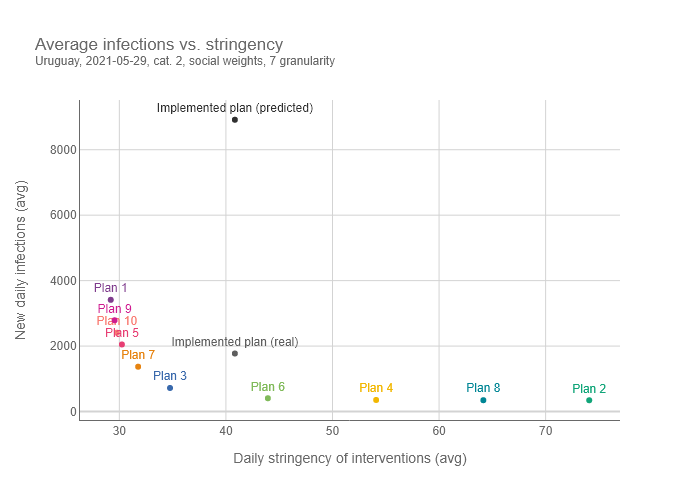 Average infections vs. stringency
Uruguay, 2021-05-29, cat. 2, social weights, 7 granularity
Implemented plan (predicted)
8000
6000
New daily infections (avg)
4000
Plan 1
Plan 9
Plan 10
Plan 5
2000
Implemented plan (real)
Plan 7
Plan 3
Plan 6
Plan 4
Plan 8
Plan 2
0
30
40
50
60
70
Daily stringency of interventions (avg)